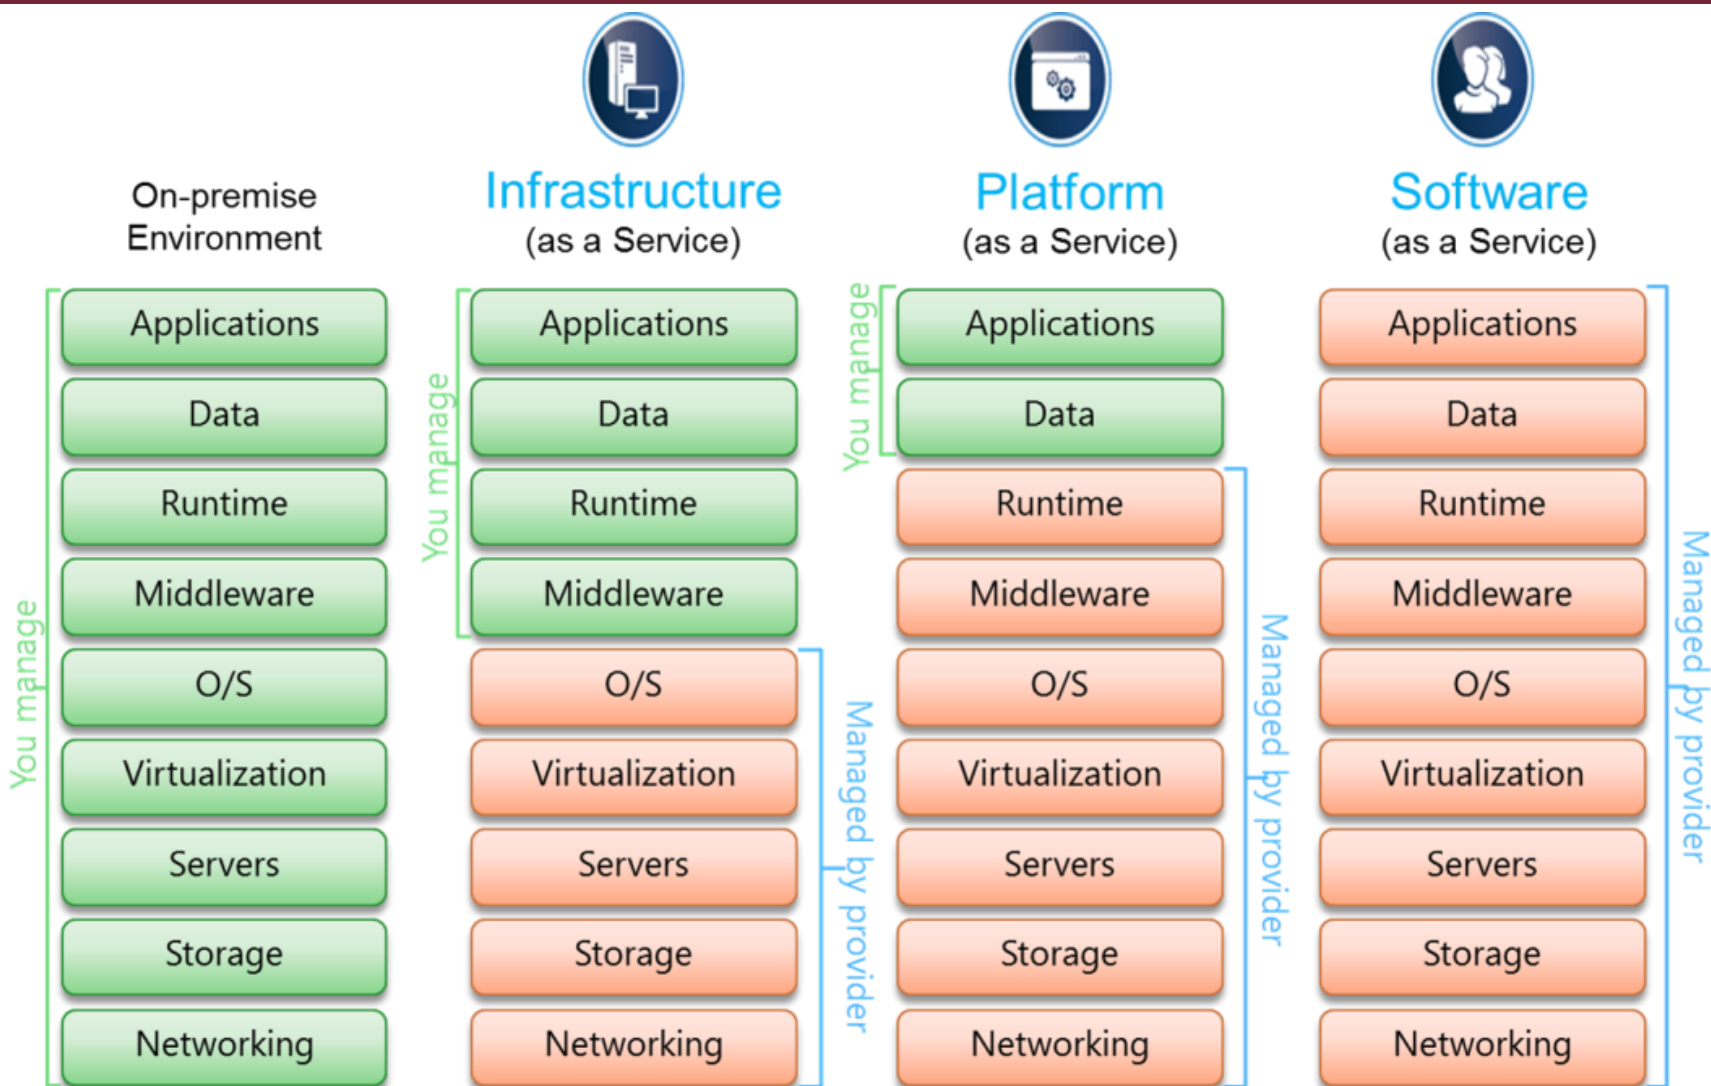 On-premise
Environment
You manage
Applications
Data
Runtime
Middleware
O/S
Virtualization
Servers
Storage
Networking
Infrastructure
(as a Service)
You manage
Applications
Data
Runtime
Middleware
O/S
Virtualization
Servers
Storage
Networking
Managed by provider
Platform
(as a Service)
You manage
Applications
Data
Runtime
Middleware
O/S
Virtualization
Servers
Storage
Networking
Managed by provider
Software
(as a Service)
Applications
Data
Runtime
Middleware
O/S
Virtualization
Servers
Storage
Networking
Managed by provider